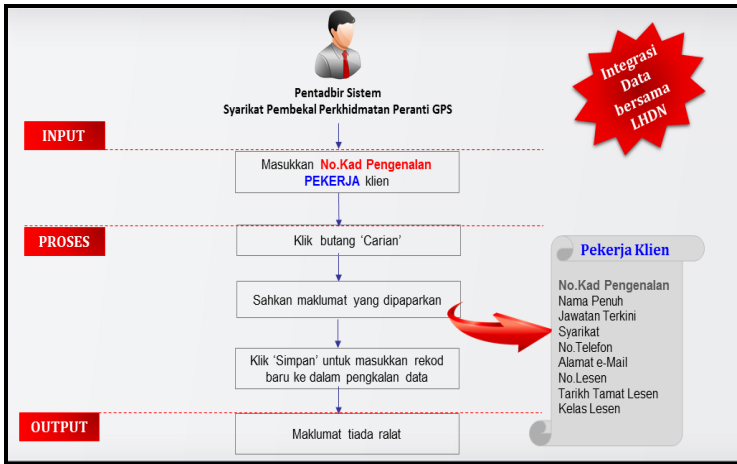 Pentadbir Sistem
Syarikat Pembekal Perkhidmatan Peranti GPS
Integrasi
Data
bersama
LHDN
INPUT
Masukkan No.Kad Pengenalan
PEKERJA klien
PROSES
Klik butang ‘Carian’
Sahkan maklumat yang dipaparkan
Klik ‘Simpan’ untuk masukkan rekod
baru ke dalam pengkalan data
Pekerja Klien
No.Kad Pengenalan
Nama Penuh
Jawatan Terkini
Syarikat
No.Telefon
Alamat e-Mail
No.Lesen
Tarikh Tamat Lesen
Kelas Lesen
OUTPUT
Maklumat tiada ralat